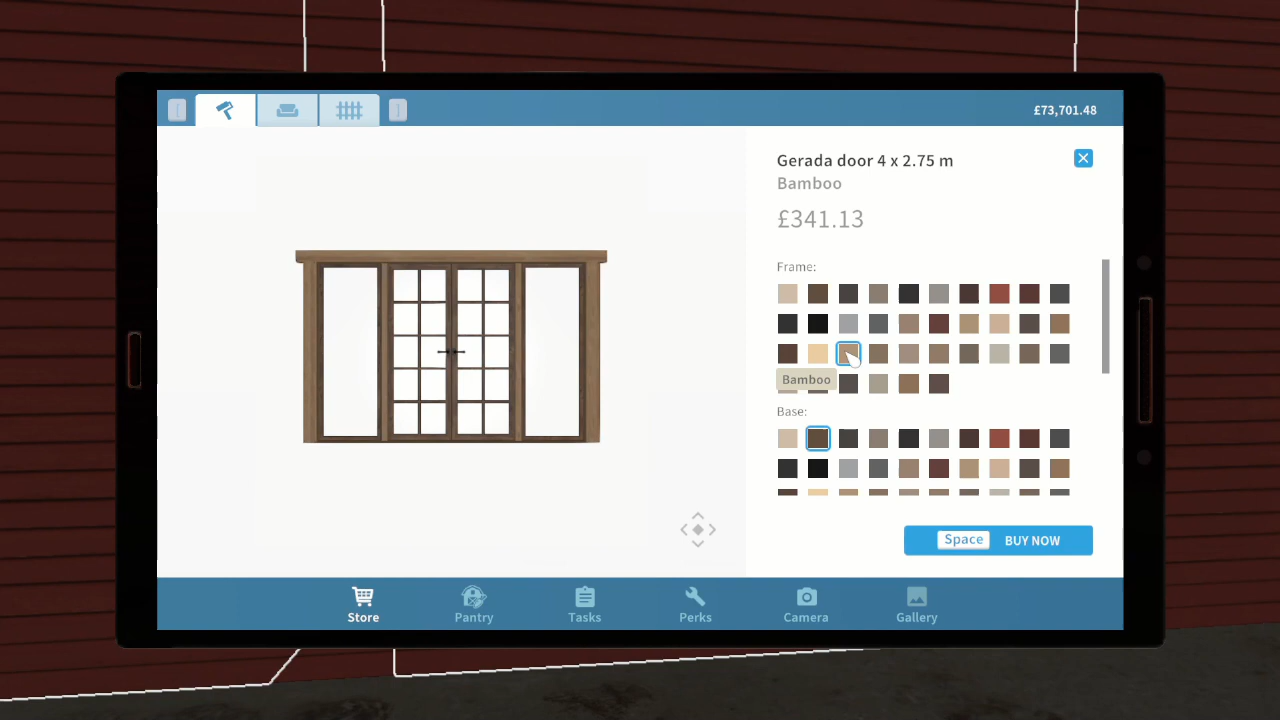 £73,701.48
Gerada door 4 x 2.75 m
Bamboo
£341.13
Frame:
Bamboo
Base:
Space BUY NOW
Store
Pantry
Tasks
Perks
Camera
Gallery